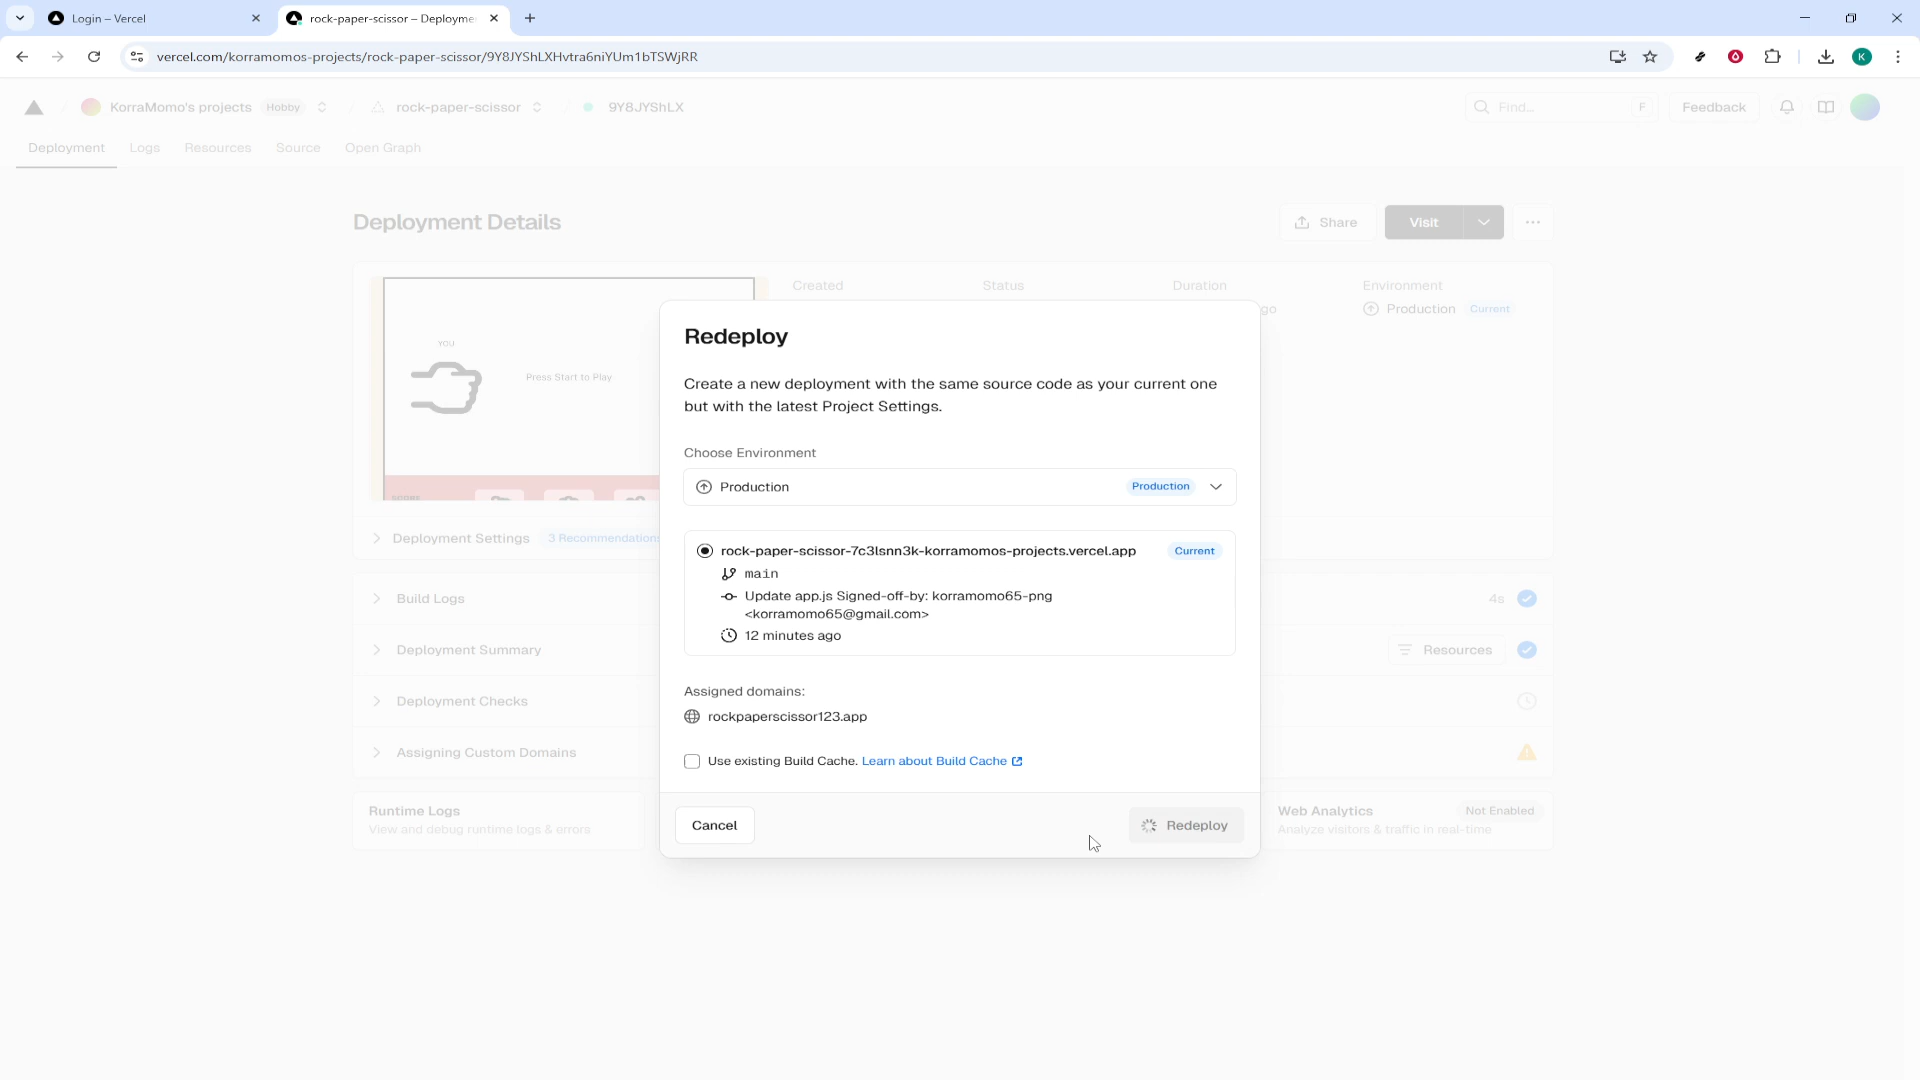 Login – Vercel
rock-paper-scissor – Deployme
vercel.com/korramomos-projects/rock-paper-scissor/9Y8JYShLXHvtra6niYUm1bTSWjRR
K
KorraMomo's projects Hobby rock-paper-scissor 9Y8JYShLX
Find... F Feedback
Deployment Logs Resources Source Open Graph
Deployment Details
Share Visit
Created Status Duration Environment
go Production Current
YOU
Press Start to Play
Deployment Settings 3 Recommendations
Build Logs 4s
Deployment Summary Resources
Deployment Checks
Assigning Custom Domains
Runtime Logs
View and debug runtime logs & errors
Web Analytics Not Enabled
Analyze visitors & traffic in real-time
Redeploy
Create a new deployment with the same source code as your current one
but with the latest Project Settings.
Choose Environment
Production Production
rock-paper-scissor-7c3lsnn3k-korramomos-projects.vercel.app Current
main
Update app.js Signed-off-by: korramomo65-png
<korramomo65@gmail.com>
12 minutes ago
Assigned domains:
rockpaperscissor123.app
Use existing Build Cache. Learn about Build Cache
Cancel Redeploy